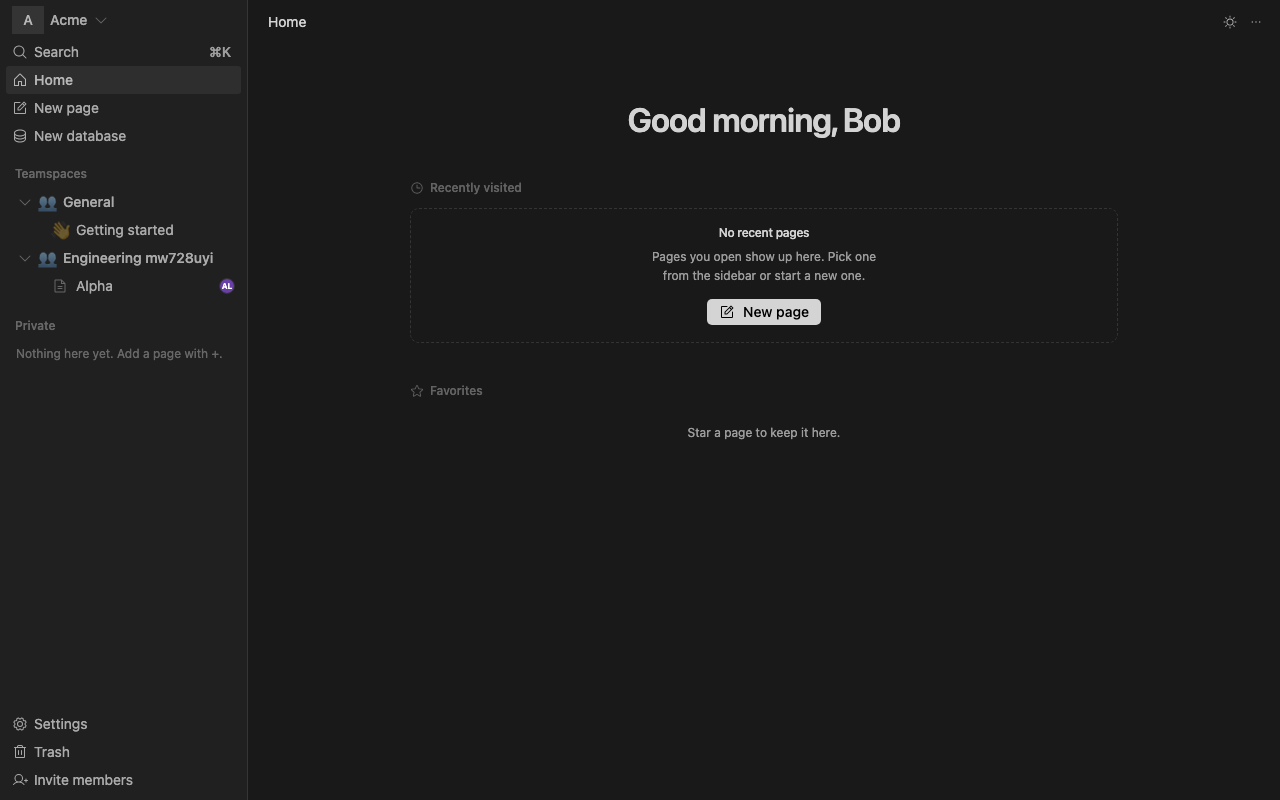 A Acme
Search ⌘K
Home
New page
New database
Teamspaces
General
Getting started
Engineering mw728uyi
Alpha AL
Private
Nothing here yet. Add a page with +.
Settings
Trash
Invite members
Home
Good morning, Bob
Recently visited
No recent pages
Pages you open show up here. Pick one
from the sidebar or start a new one.
New page
Favorites
Star a page to keep it here.